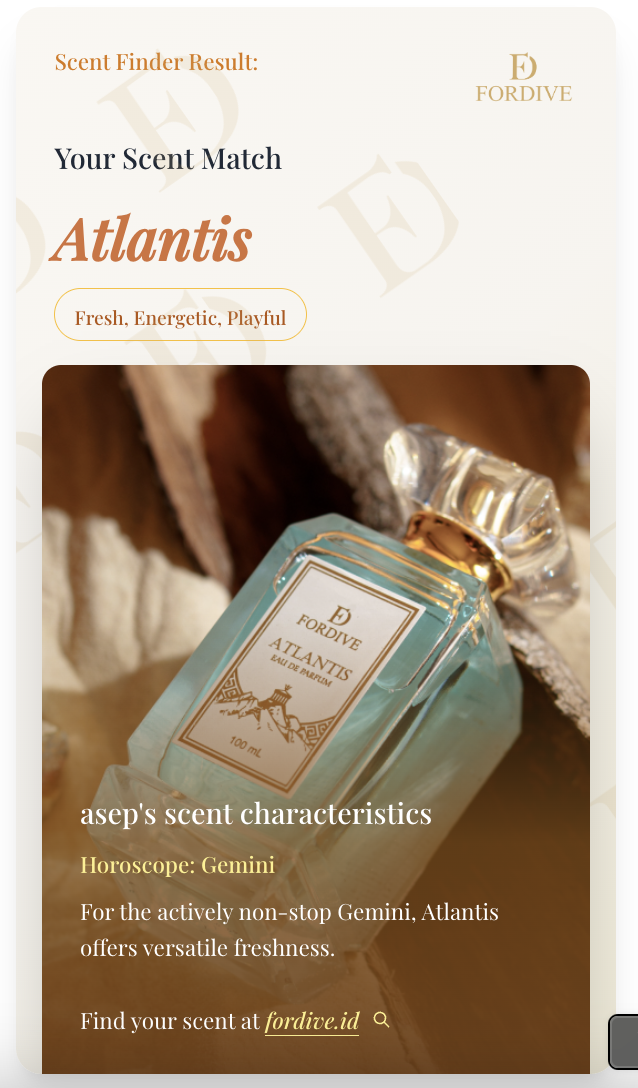 Scent Finder Result:
FD
FORDIVE
Your Scent Match
Atlantis
Fresh, Energetic, Playful
FD
FORDIVE
ATLANTIS
EAU DE PARFUM
100 mL
asep's scent characteristics
Horoscope: Gemini
For the actively non-stop Gemini, Atlantis
offers versatile freshness.
Find your scent at fordive.id